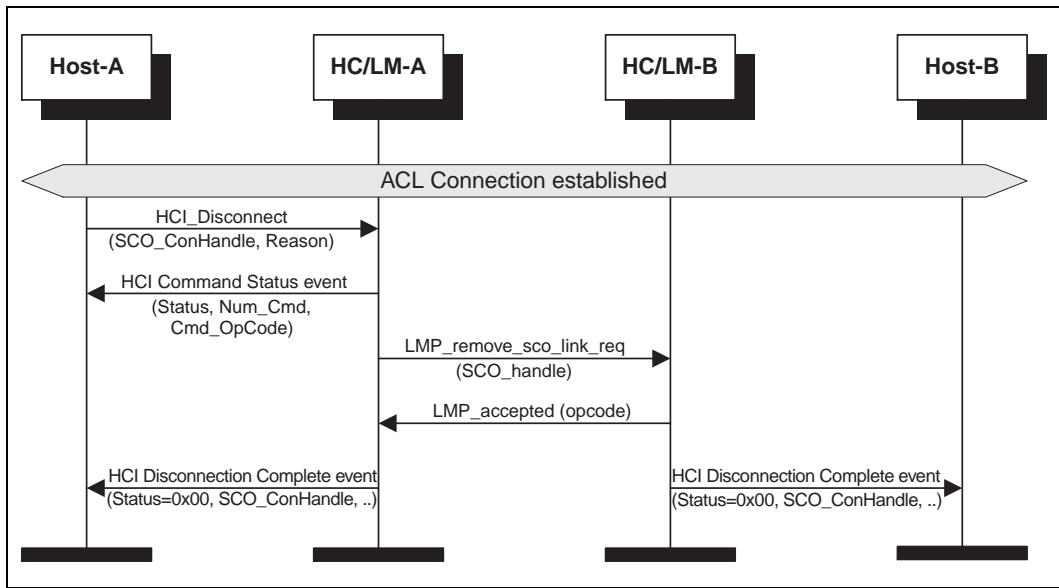 Host-A
HC/LM-A
HC/LM-B
Host-B
ACL Connection established
HCI_Disconnect
(SCO_ConHandle, Reason)
HCI Command Status event
(Status, Num_Cmd,
Cmd_OpCode)
LMP_remove_sco_link_req
(SCO_handle)
LMP_accepted (opcode)
HCI Disconnection Complete event
(Status=0x00, SCO_ConHandle, ..)
HCI Disconnection Complete event
(Status=0x00, SCO_ConHandle, ..)